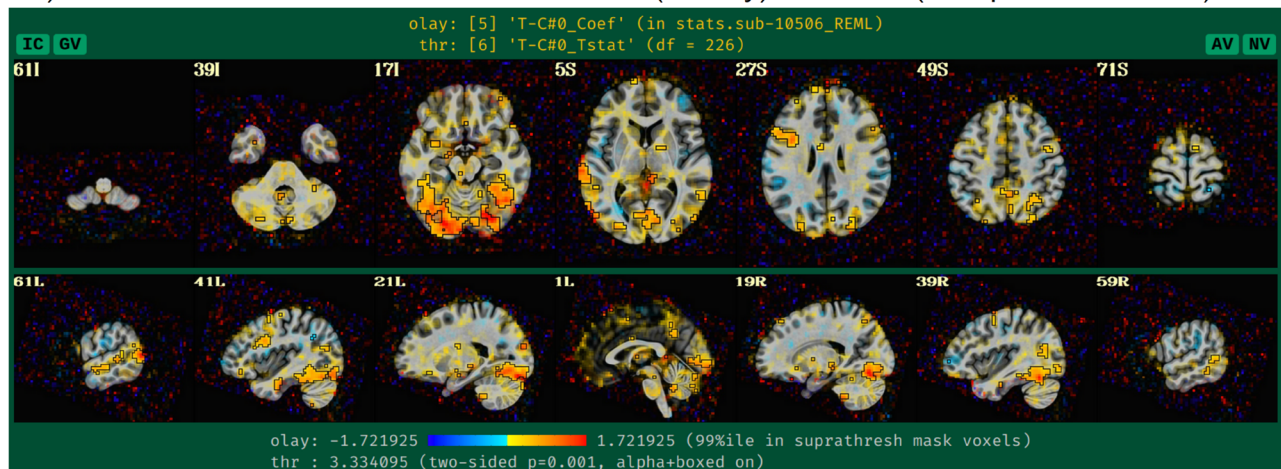 olay: [5] 'T-C#0_Coef' (in stats.sub-10506_REML)
thr: [6] 'T-C#0_Tstat' (df = 226)
IC GV AV NV
61I 39I 17I 5S 27S 49S 71S
61L 41L 21L 1L 19R 39R 59R
olay: -1.721925 1.721925 (99%ile in suprathresh mask voxels)
thr : 3.334095 (two-sided p=0.001, alpha+boxed on)